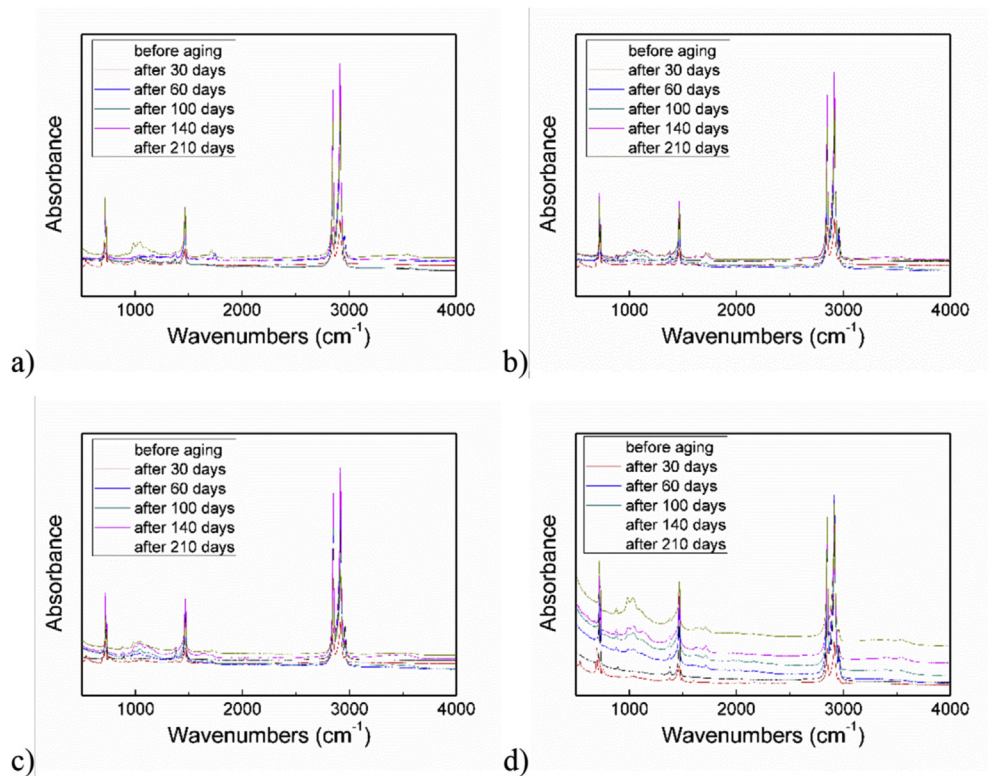 before aging
after 30 days
after 60 days
after 100 days
after 140 days
after 210 days
Absorbance
1000 2000 3000 4000
Wavenumbers (cm⁻¹)
a)
before aging
after 30 days
after 60 days
after 100 days
after 140 days
after 210 days
Absorbance
1000 2000 3000 4000
Wavenumbers (cm⁻¹)
b)
before aging
after 30 days
after 60 days
after 100 days
after 140 days
after 210 days
Absorbance
1000 2000 3000 4000
Wavenumbers (cm⁻¹)
c)
before aging
after 30 days
after 60 days
after 100 days
after 140 days
after 210 days
Absorbance
1000 2000 3000 4000
Wavenumbers (cm⁻¹)
d)